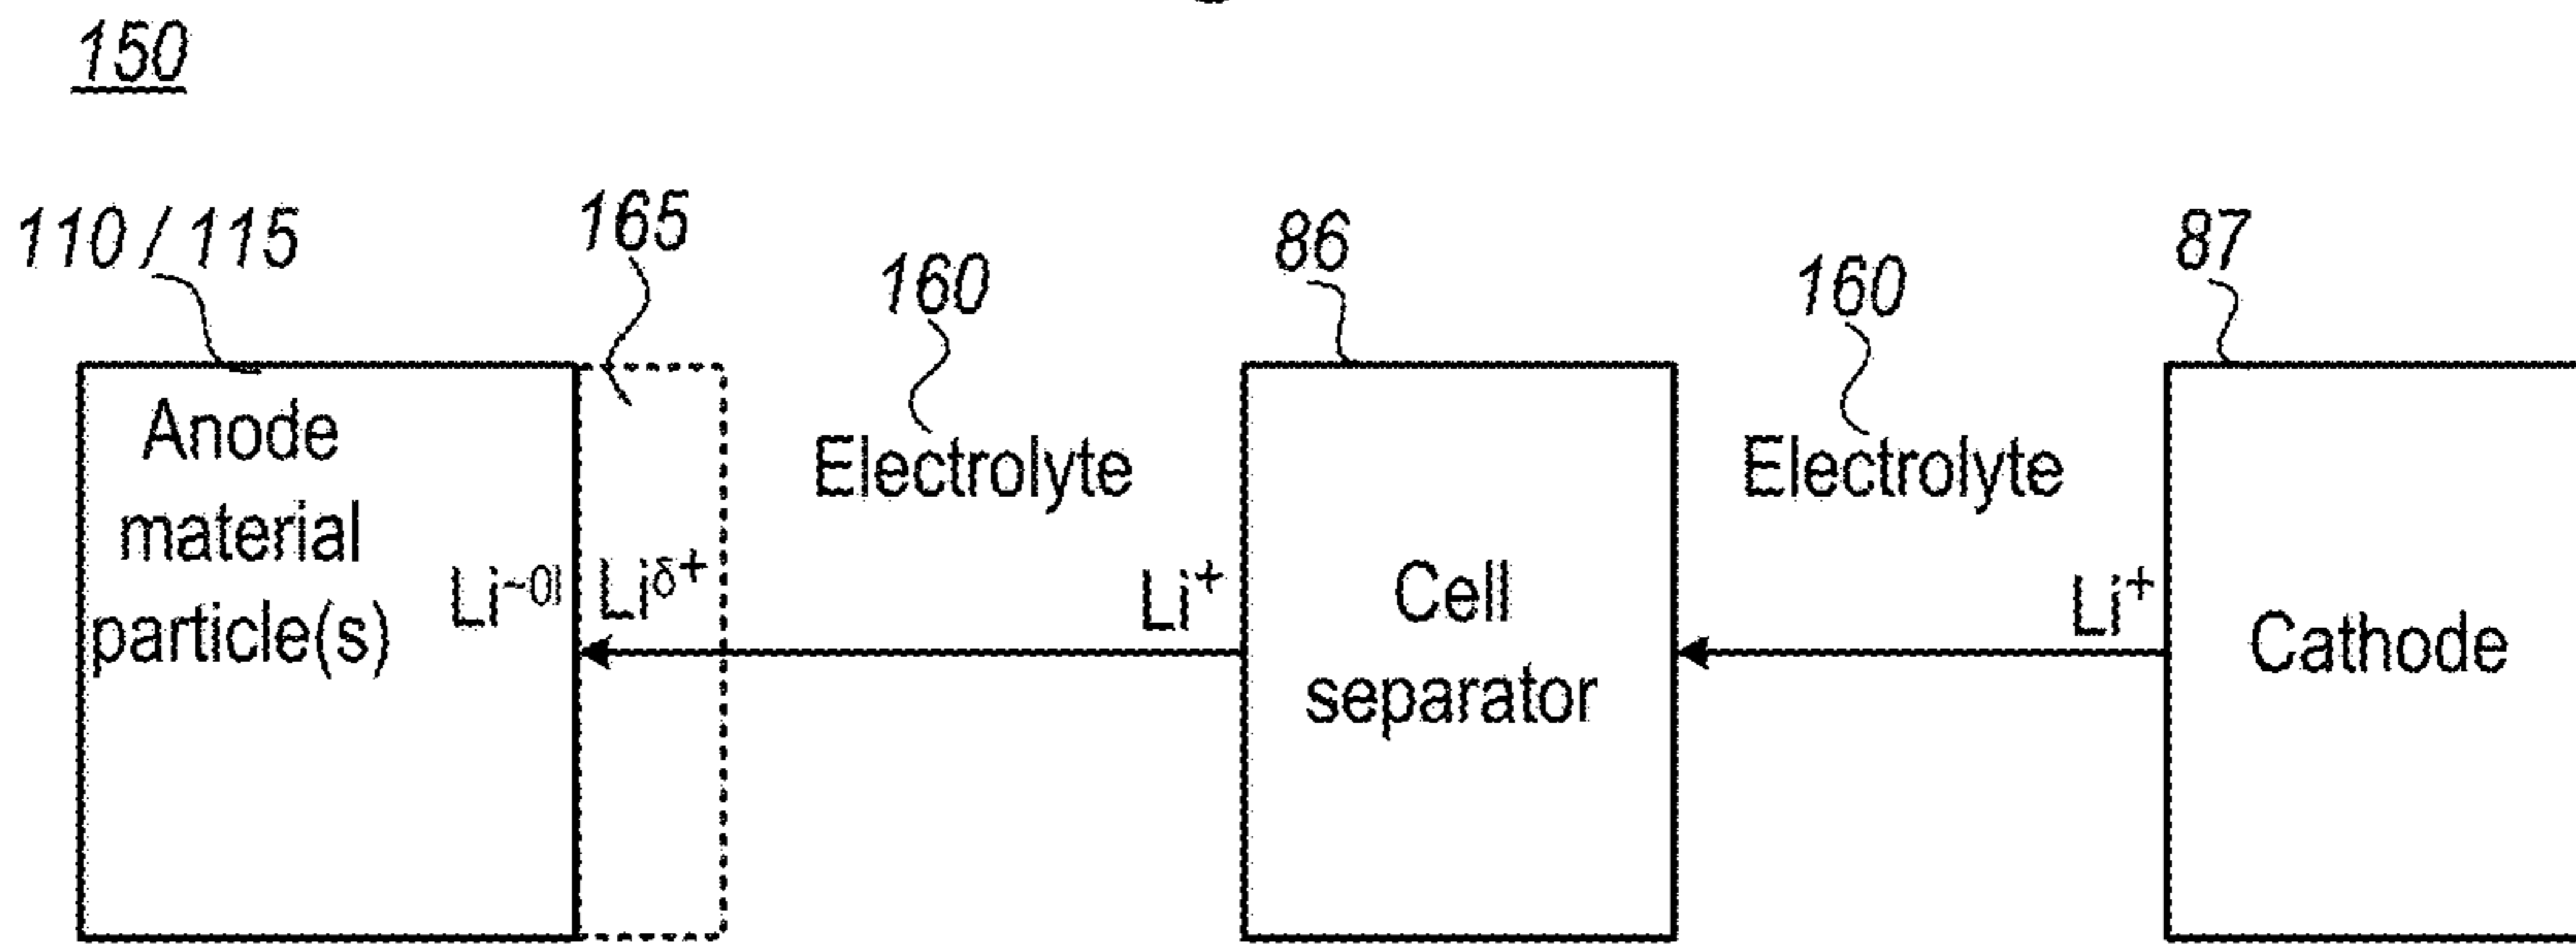 150
110 / 115
165
160
86
160
87
Anode
material
particle(s)
Li~0l
Liδ+
Electrolyte
Li+
Cell
separator
Electrolyte
Li+
Cathode